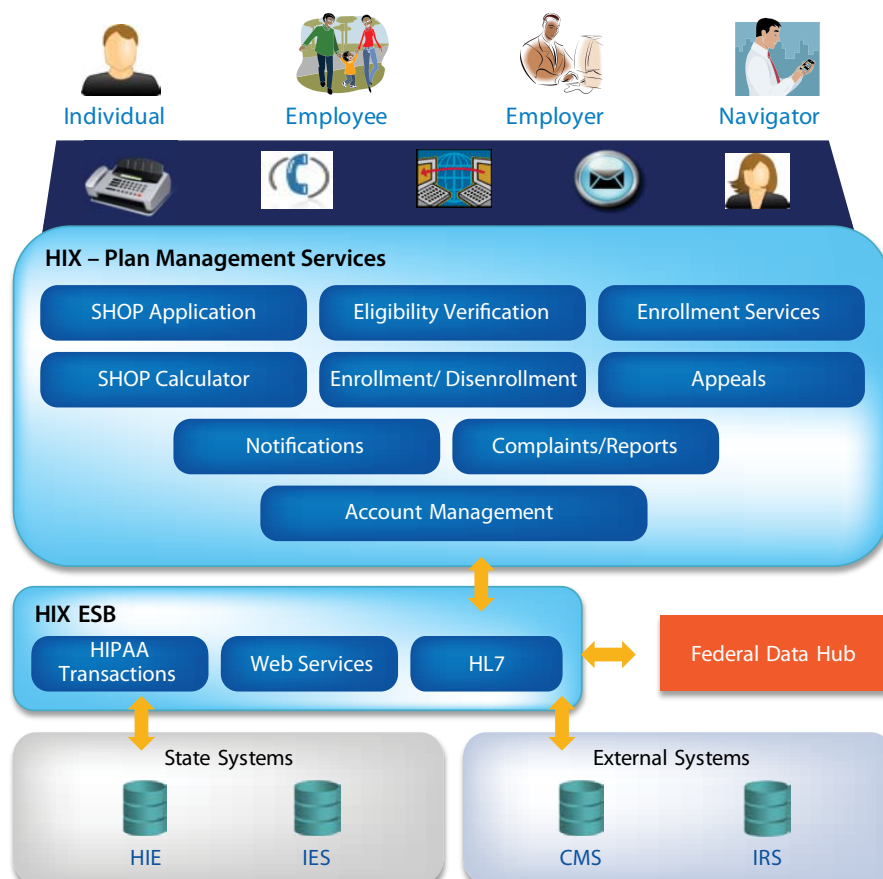 Individual
Employee
Employer
Navigator
HIX – Plan Management Services
SHOP Application
Eligibility Verification
Enrollment Services
SHOP Calculator
Enrollment/ Disenrollment
Appeals
Notifications
Complaints/Reports
Account Management
HIX ESB
HIPAA
Transactions
Web Services
HL7
Federal Data Hub
State Systems
External Systems
HIE
IES
CMS
IRS